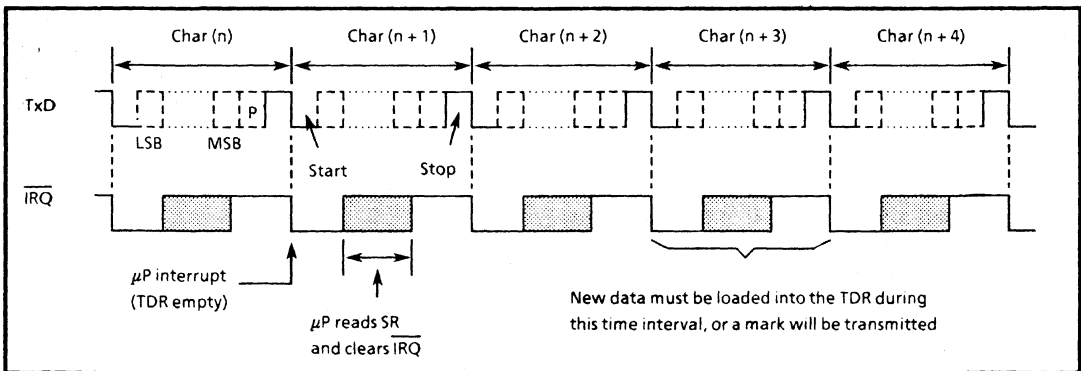 Char (n)
Char (n + 1)
Char (n + 2)
Char (n + 3)
Char (n + 4)
TxD
P
LSB
MSB
Start
Stop
IRQ
μP interrupt
(TDR empty)
μP reads SR
and clears IRQ
New data must be loaded into the TDR during
this time interval, or a mark will be transmitted